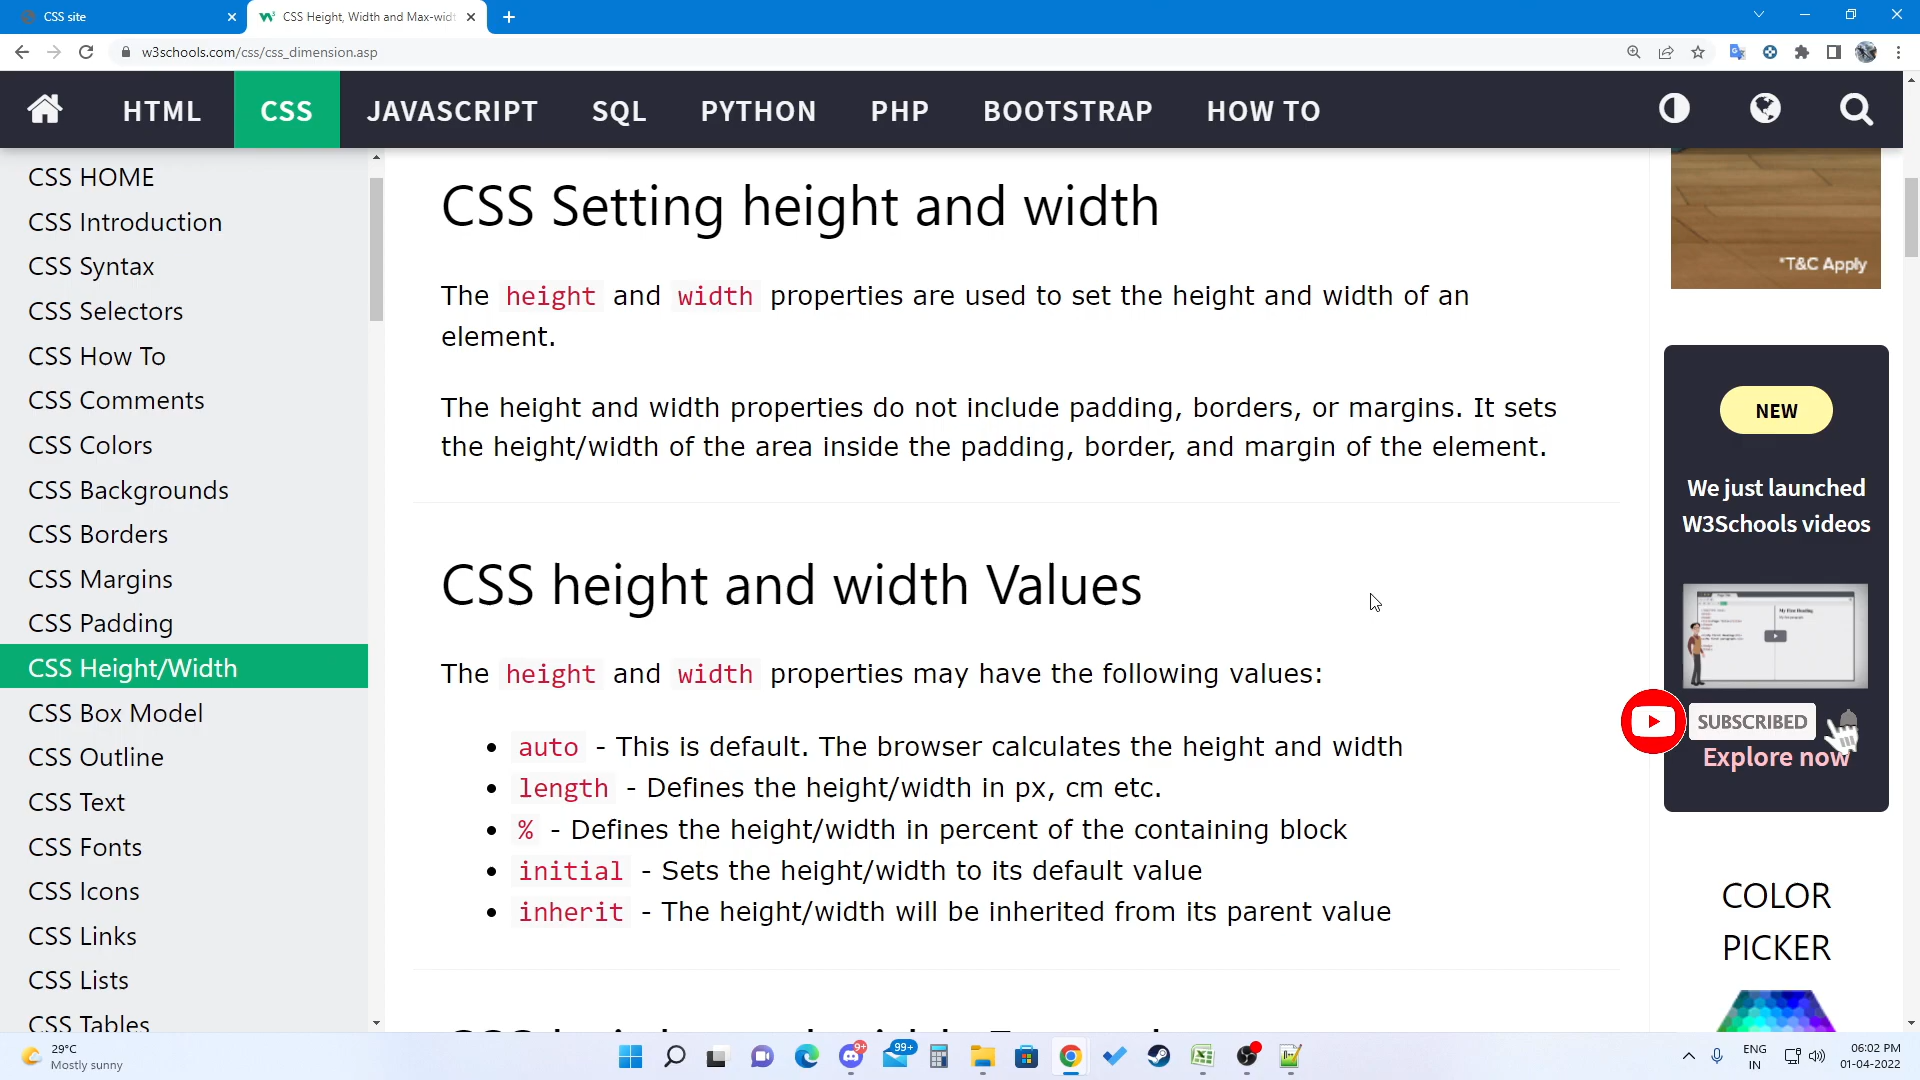 CSS site
CSS Height, Width and Max-widt
w3schools.com/css/css_dimension.asp
HTML
CSS
JAVASCRIPT
SQL
PYTHON
PHP
BOOTSTRAP
HOW TO
CSS HOME
CSS Introduction
CSS Syntax
CSS Selectors
CSS How To
CSS Comments
CSS Colors
CSS Backgrounds
CSS Borders
CSS Margins
CSS Padding
CSS Height/Width
CSS Box Model
CSS Outline
CSS Text
CSS Fonts
CSS Icons
CSS Links
CSS Lists
CSS Tables
CSS Setting height and width
The height and width properties are used to set the height and width of an
element.
The height and width properties do not include padding, borders, or margins. It sets
the height/width of the area inside the padding, border, and margin of the element.
CSS height and width Values
The height and width properties may have the following values:
auto - This is default. The browser calculates the height and width
length - Defines the height/width in px, cm etc.
% - Defines the height/width in percent of the containing block
initial - Sets the height/width to its default value
inherit - The height/width will be inherited from its parent value
*T&C Apply
NEW
We just launched
W3Schools videos
SUBSCRIBED
Explore now
COLOR
PICKER
29°C
Mostly sunny
9+
99+
ENG
IN
06:02 PM
01-04-2022